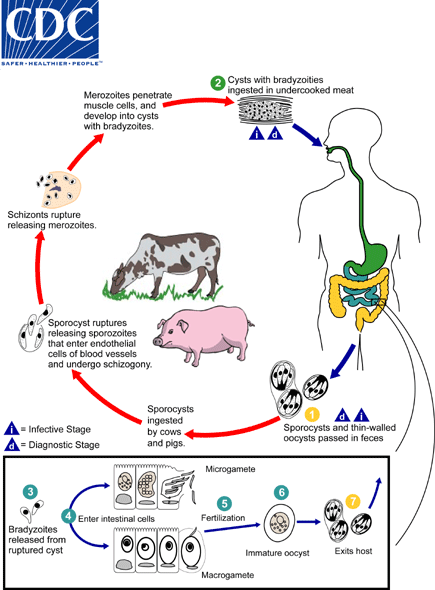 CDC
SAFER·HEALTHIER·PEOPLE™
2 Cysts with bradyzoities
ingested in undercooked meat
i d
Merozoites penetrate
muscle cells, and
develop into cysts
with bradyzoites.
Schizonts rupture
releasing merozoites.
Sporocyst ruptures
releasing sporozoites
that enter endothelial
cells of blood vessels
and undergo schizogony.
Sporocysts
ingested
by cows
and pigs.
1 d i
Sporocysts and thin-walled
oocysts passed in feces
i = Infective Stage
d = Diagnostic Stage
3
Bradyzoites
released from
ruptured cyst
4 Enter intestinal cells
Microgamete
Macrogamete
5
Fertilization
6
Immature oocyst
7
Exits host